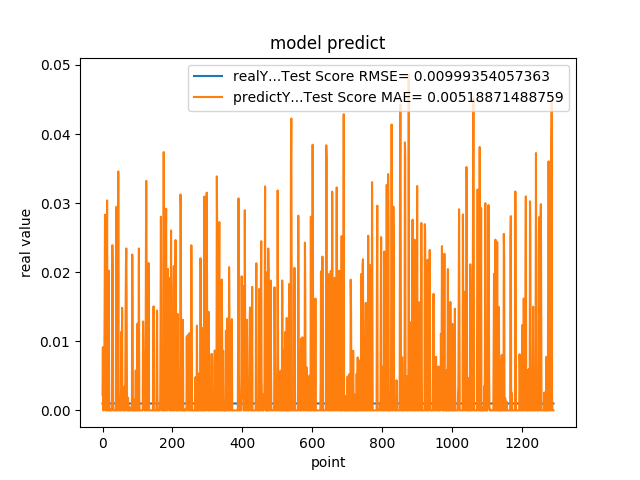 model predict
realY...Test Score RMSE= 0.00999354057363
predictY...Test Score MAE= 0.00518871488759
0.05
0.04
0.03
0.02
0.01
0.00
real value
0 200 400 600 800 1000 1200
point